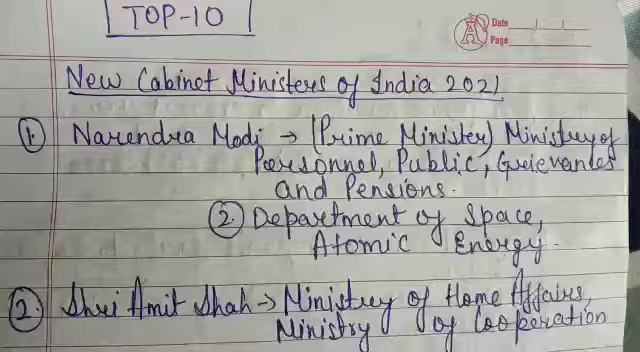 TOP-10
Date
Page
New Cabinet Ministers of India 2021
1. Narendra Modi → (Prime Minister) Ministry of
Personnel, Public, Grievances
and Pensions.
2. Department of Space,
Atomic Energy.
2. Shri Amit Shah → Ministry of Home Affairs,
Ministry of Cooperation